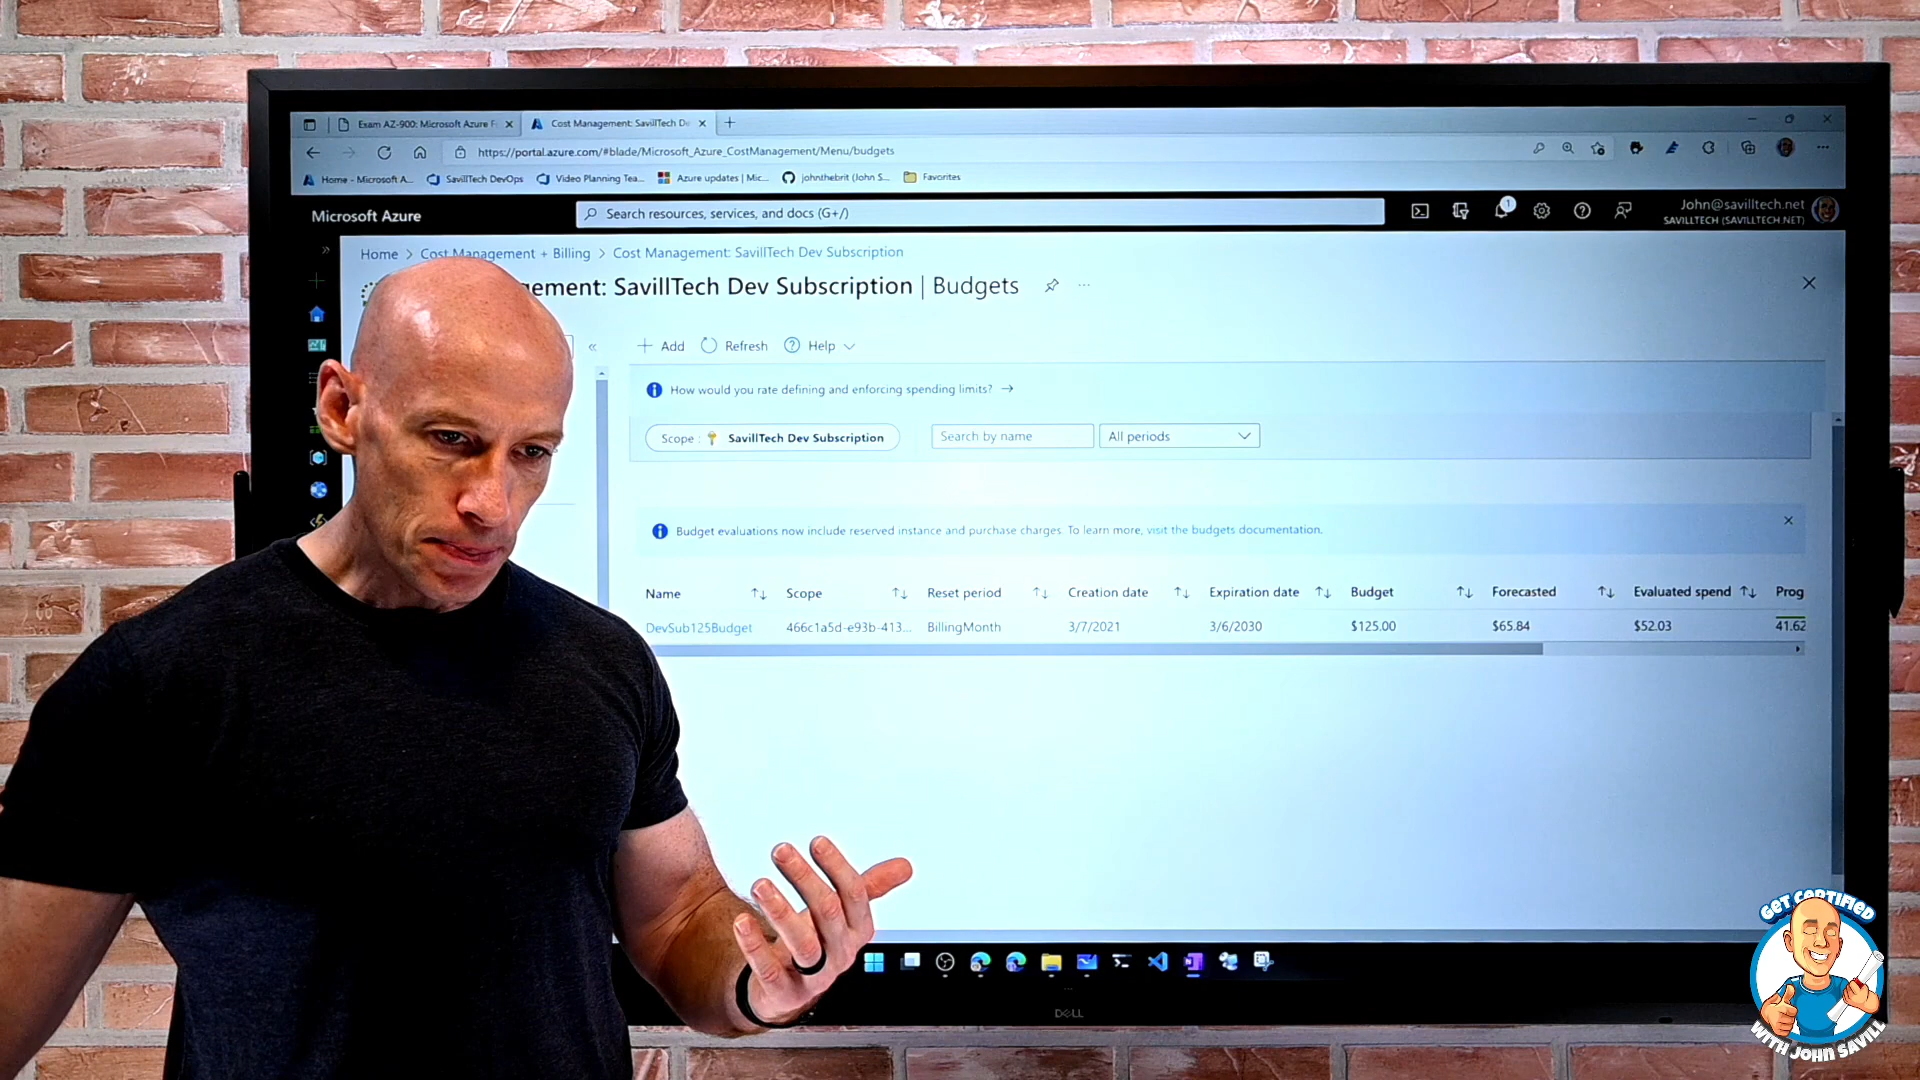 Exam AZ-900: Microsoft Azure F
Cost Management: SavillTech De
https://portal.azure.com/#blade/Microsoft_Azure_CostManagement/Menu/budgets
Home - Microsoft A...
SavillTech DevOps
Video Planning Tea...
Azure updates | Mic...
johnthebrit (John S...
Favorites
Microsoft Azure
Search resources, services, and docs (G+/)
1
John@savilltech.net
SAVILLTECH (SAVILLTECH.NET)
Home > Cost Management + Billing > Cost Management: SavillTech Dev Subscription
gement: SavillTech Dev Subscription | Budgets
Add
Refresh
Help
How would you rate defining and enforcing spending limits?
Scope : SavillTech Dev Subscription
Search by name
All periods
Budget evaluations now include reserved instance and purchase charges. To learn more, visit the budgets documentation.
Name Scope Reset period Creation date Expiration date Budget Forecasted Evaluated spend Prog
DevSub125Budget 466c1a5d-e93b-413... BillingMonth 3/7/2021 3/6/2030 $125.00 $65.84 $52.03 41.62
DELL
GET CERTIFIED
WITH JOHN SAVILL